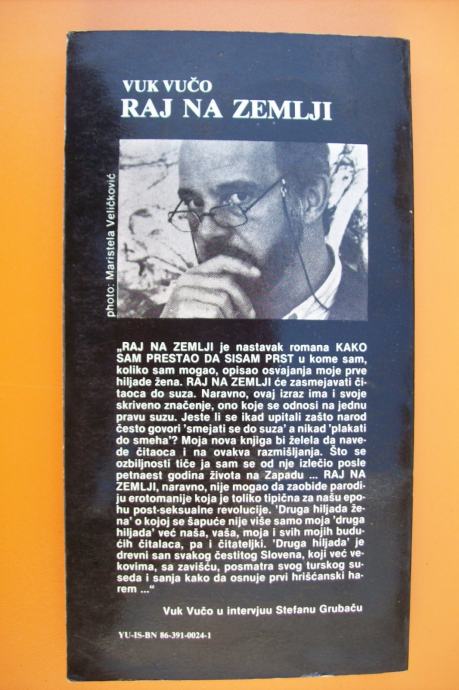 VUK VUČO
RAJ NA ZEMLJI
photo: Maristela Veličković
„RAJ NA ZEMLJI je nastavak romana KAKO
SAM PRESTAO DA SISAM PRST u kome sam,
koliko sam mogao, opisao osvajanja moje prve
hiljade žena. RAJ NA ZEMLJI će zasmejavati či-
taoca do suza. Naravno, ovaj izraz ima i svoje
skriveno značenje, ono koje se odnosi na jednu
pravu suzu. Jeste li se ikad upitali zašto narod
često govori 'smejati se do suza' a nikad 'plakati
do smeha'? Moja nova knjiga bi želela da nave-
de čitaoca i na ovakva razmišljanja. Što se
ozbiljnosti tiče ja sam se od nje izlečio posle
petnaest godina života na Zapadu ... RAJ NA
ZEMLJI, naravno, nije mogao da zaobiđe parodi-
ju erotomanije koja je toliko tipična za našu epo-
hu post-seksualne revolucije. 'Druga hiljada že-
na' o kojoj se šapuće nije više samo moja 'druga
hiljada' već naša, vaša, moja i svih mojih budu-
ćih čitalaca, pa i čitateljki. 'Druga hiljada' je
drevni san svakog čestitog Slovena, koji već ve-
kovima, sa zavišću, posmatra svog turskog su-
seda i sanja kako da osnuje prvi hrišćanski ha-
rem ..."
Vuk Vučo u intervjuu Stefanu Grubaču
YU-IS-BN 86-391-0024-1